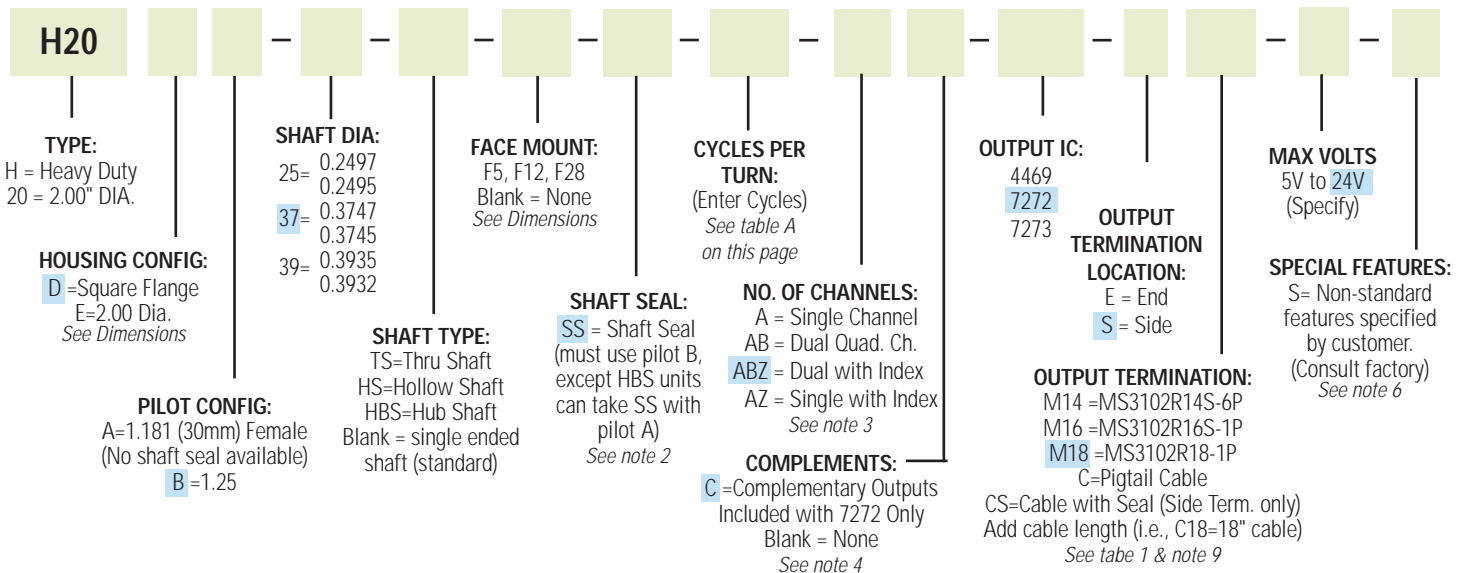 H20
TYPE:
H = Heavy Duty
20 = 2.00" DIA.
HOUSING CONFIG:
D =Square Flange
E=2.00 Dia.
See Dimensions
PILOT CONFIG:
A=1.181 (30mm) Female
(No shaft seal available)
B =1.25
SHAFT DIA:
25= 0.2497
0.2495
37= 0.3747
0.3745
39= 0.3935
0.3932
SHAFT TYPE:
TS=Thru Shaft
HS=Hollow Shaft
HBS=Hub Shaft
Blank = single ended
shaft (standard)
FACE MOUNT:
F5, F12, F28
Blank = None
See Dimensions
SHAFT SEAL:
SS = Shaft Seal
(must use pilot B,
except HBS units
can take SS with
pilot A)
See note 2
CYCLES PER
TURN:
(Enter Cycles)
See table A
on this page
NO. OF CHANNELS:
A = Single Channel
AB = Dual Quad. Ch.
ABZ = Dual with Index
AZ = Single with Index
See note 3
COMPLEMENTS:
C =Complementary Outputs
Included with 7272 Only
Blank = None
See note 4
OUTPUT IC:
4469
7272
7273
OUTPUT
TERMINATION
LOCATION:
E = End
S = Side
OUTPUT TERMINATION:
M14 =MS3102R14S-6P
M16 =MS3102R16S-1P
M18 =MS3102R18-1P
C=Pigtail Cable
CS=Cable with Seal (Side Term. only)
Add cable length (i.e., C18=18" cable)
See tabe 1 & note 9
MAX VOLTS
5V to 24V
(Specify)
SPECIAL FEATURES:
S= Non-standard
features specified
by customer.
(Consult factory)
See note 6